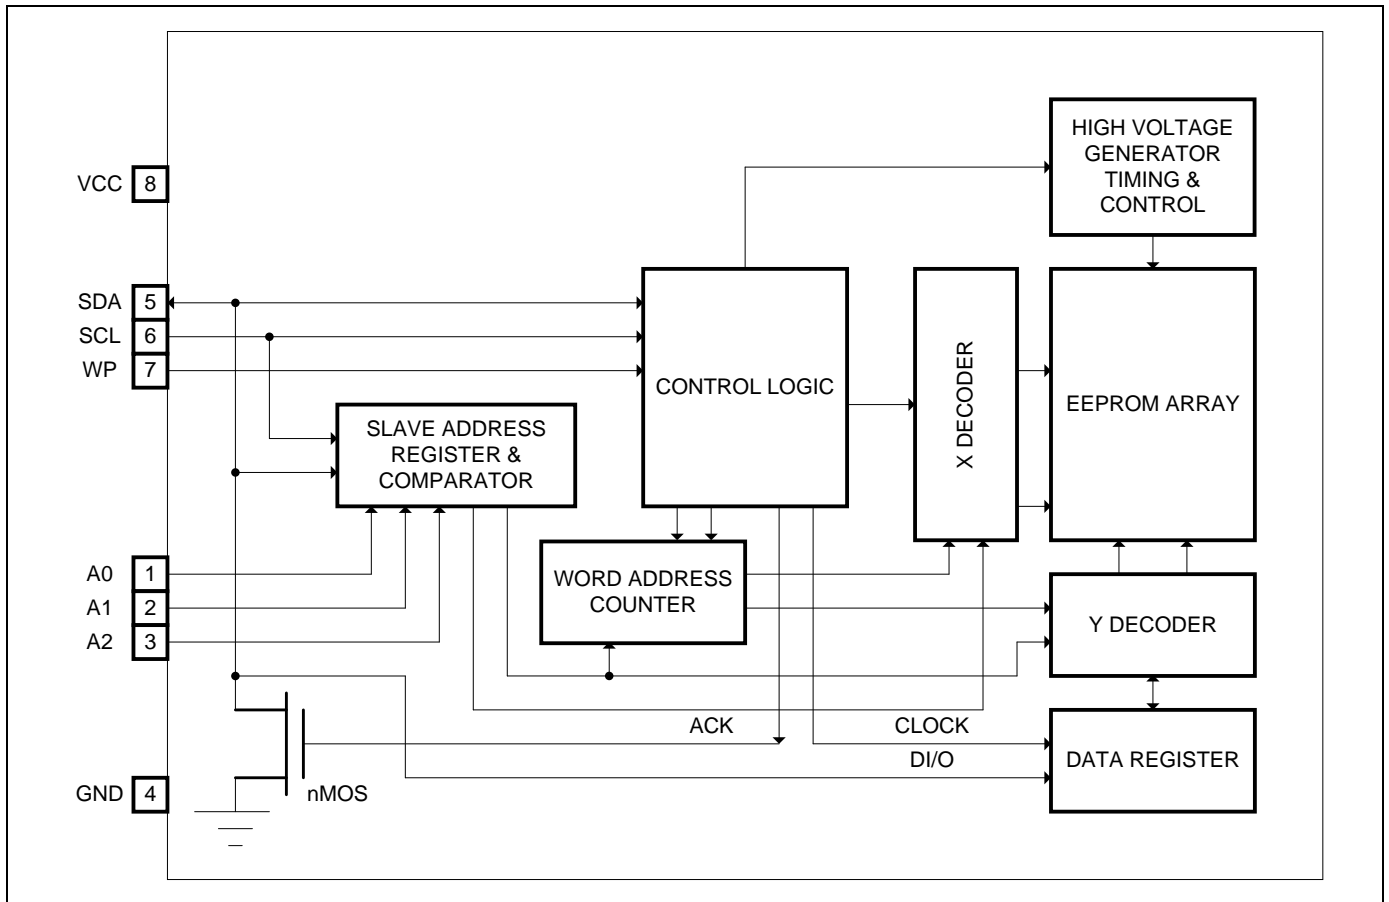 HIGH VOLTAGE
GENERATOR
TIMING &
CONTROL
VCC 8
SDA 5
SCL 6
WP 7
CONTROL LOGIC
X DECODER
EEPROM ARRAY
SLAVE ADDRESS
REGISTER &
COMPARATOR
A0 1
A1 2
A2 3
WORD ADDRESS
COUNTER
Y DECODER
ACK
CLOCK
DI/O
DATA REGISTER
GND 4
nMOS